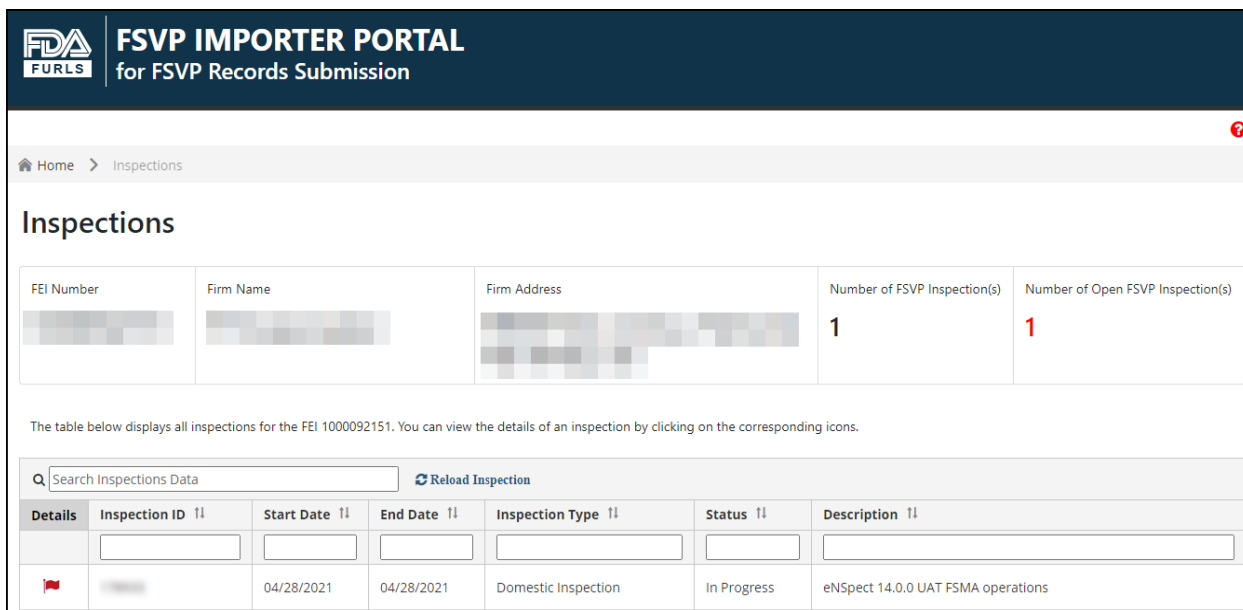 FDA
FURLS
FSVP IMPORTER PORTAL
for FSVP Records Submission
?
Home > Inspections
Inspections
FEI Number
Firm Name
Firm Address
Number of FSVP Inspection(s)
1
Number of Open FSVP Inspection(s)
1
The table below displays all inspections for the FEI 1000092151. You can view the details of an inspection by clicking on the corresponding icons.
Search Inspections Data Reload Inspection
Details Inspection ID Start Date End Date Inspection Type Status Description
04/28/2021 04/28/2021 Domestic Inspection In Progress eNSpect 14.0.0 UAT FSMA operations